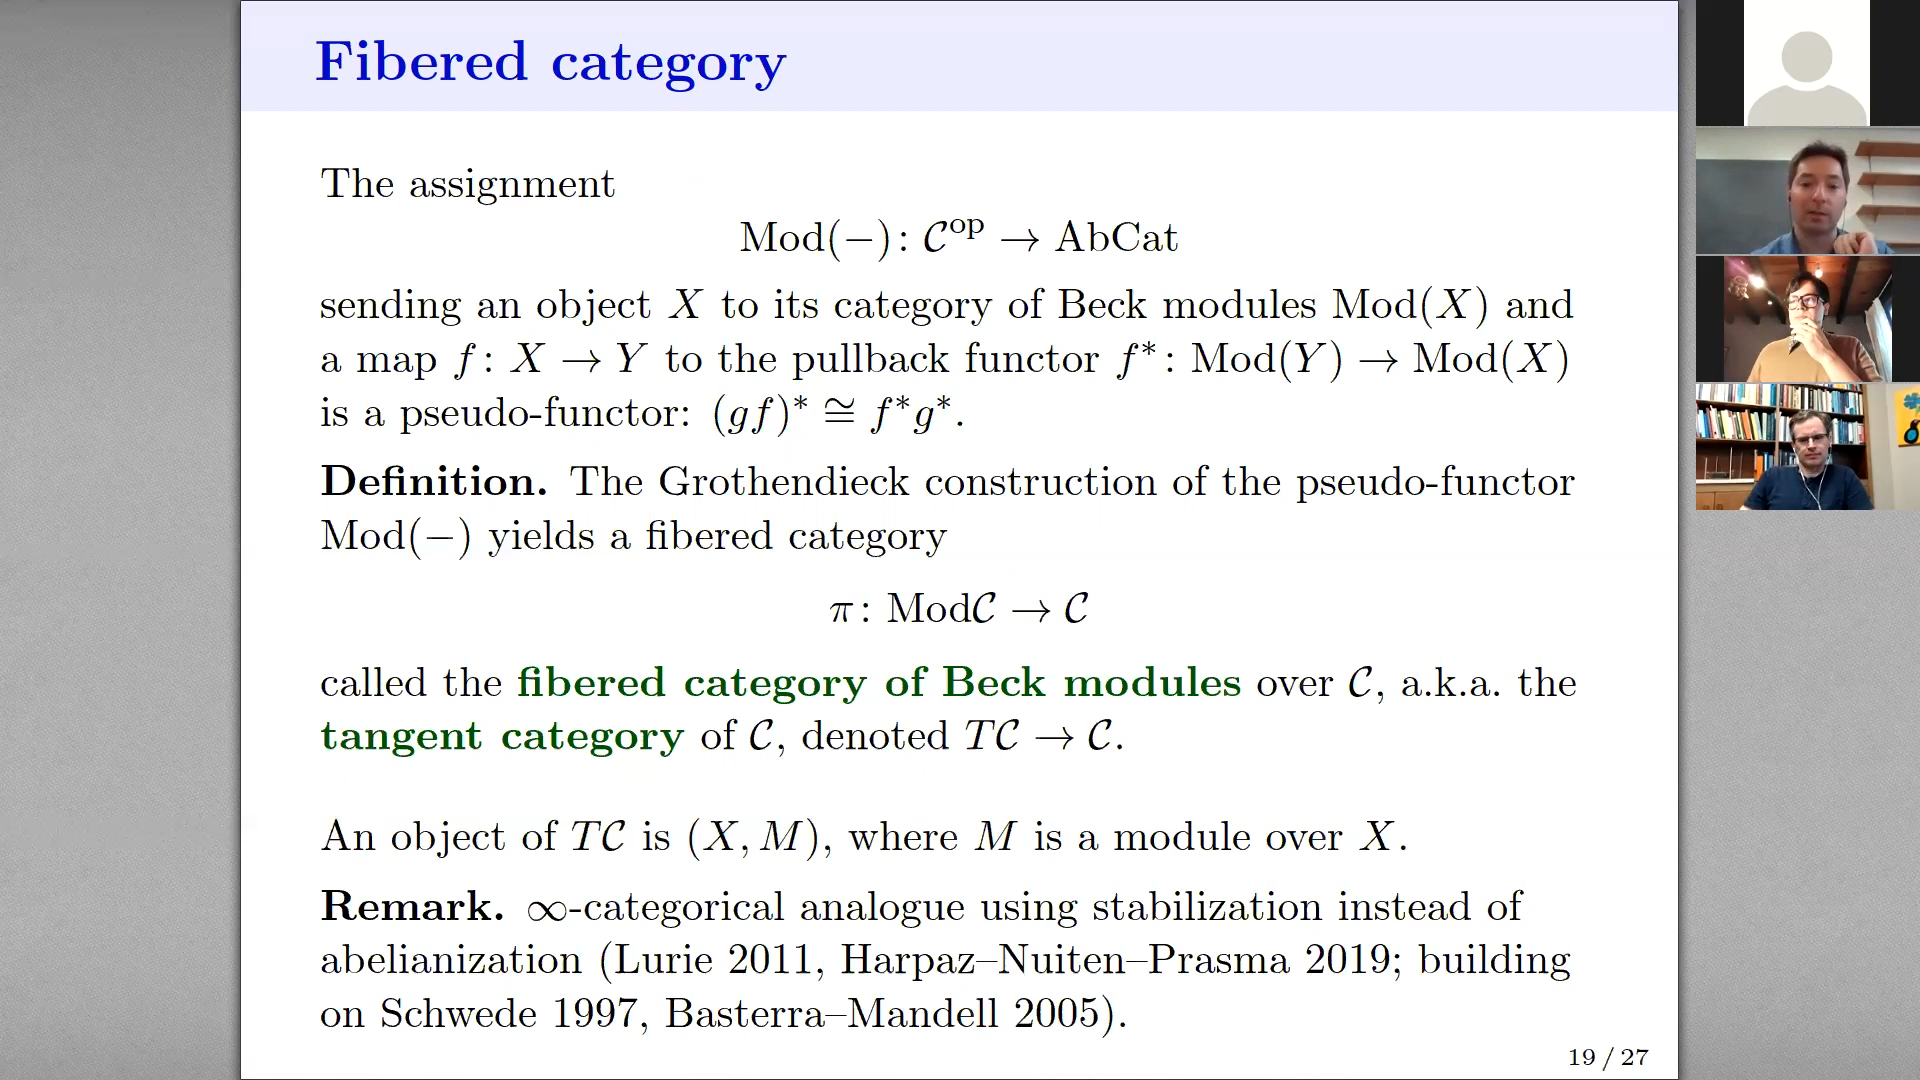 Fibered category
The assignment
Mod(−): 𝒞^op → AbCat
sending an object X to its category of Beck modules Mod(X) and
a map f: X → Y to the pullback functor f*: Mod(Y) → Mod(X)
is a pseudo-functor: (gf)* ≅ f*g*.
Definition. The Grothendieck construction of the pseudo-functor
Mod(−) yields a fibered category
π: Mod𝒞 → 𝒞
called the fibered category of Beck modules over 𝒞, a.k.a. the
tangent category of 𝒞, denoted T𝒞 → 𝒞.
An object of T𝒞 is (X, M), where M is a module over X.
Remark. ∞-categorical analogue using stabilization instead of
abelianization (Lurie 2011, Harpaz–Nuiten–Prasma 2019; building
on Schwede 1997, Basterra–Mandell 2005).
19 / 27